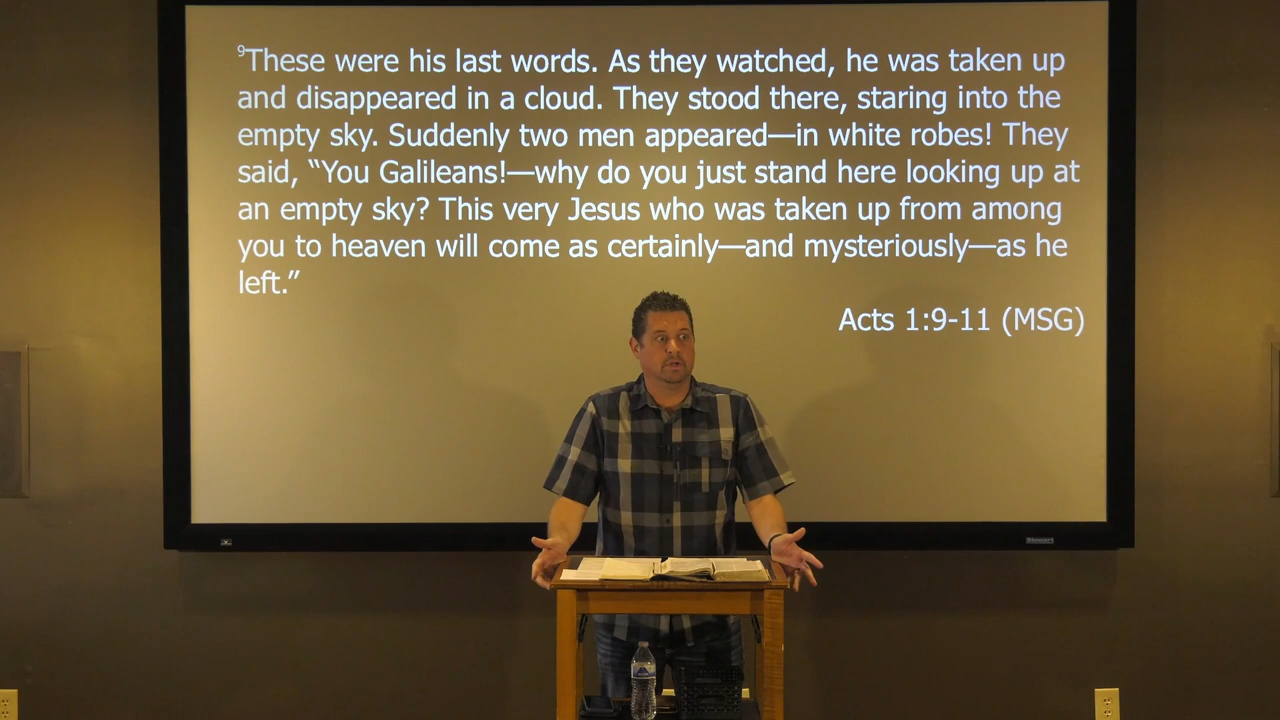 ⁹These were his last words. As they watched, he was taken up
and disappeared in a cloud. They stood there, staring into the
empty sky. Suddenly two men appeared—in white robes! They
said, “You Galileans!—why do you just stand here looking up at
an empty sky? This very Jesus who was taken up from among
you to heaven will come as certainly—and mysteriously—as he
left.”
Acts 1:9-11 (MSG)
Stewart